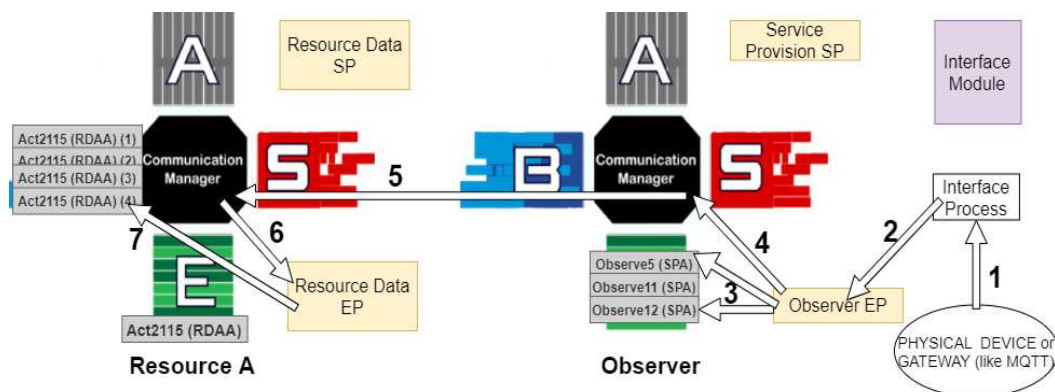 A
Resource Data
SP
A
Service
Provision SP
Interface
Module
Act2115 (RDAA) (1)
Act2115 (RDAA) (2)
Act2115 (RDAA) (3)
Act2115 (RDAA) (4)
Communication
Manager
S
5
B
Communication
Manager
S
Interface
Process
7
6
4
2
1
E
Resource Data
EP
Observe5 (SPA)
Observe11 (SPA)
Observe12 (SPA)
3
Observer EP
Act2115 (RDAA)
PHYSICAL DEVICE or
GATEWAY (like MQTT)
Resource A
Observer